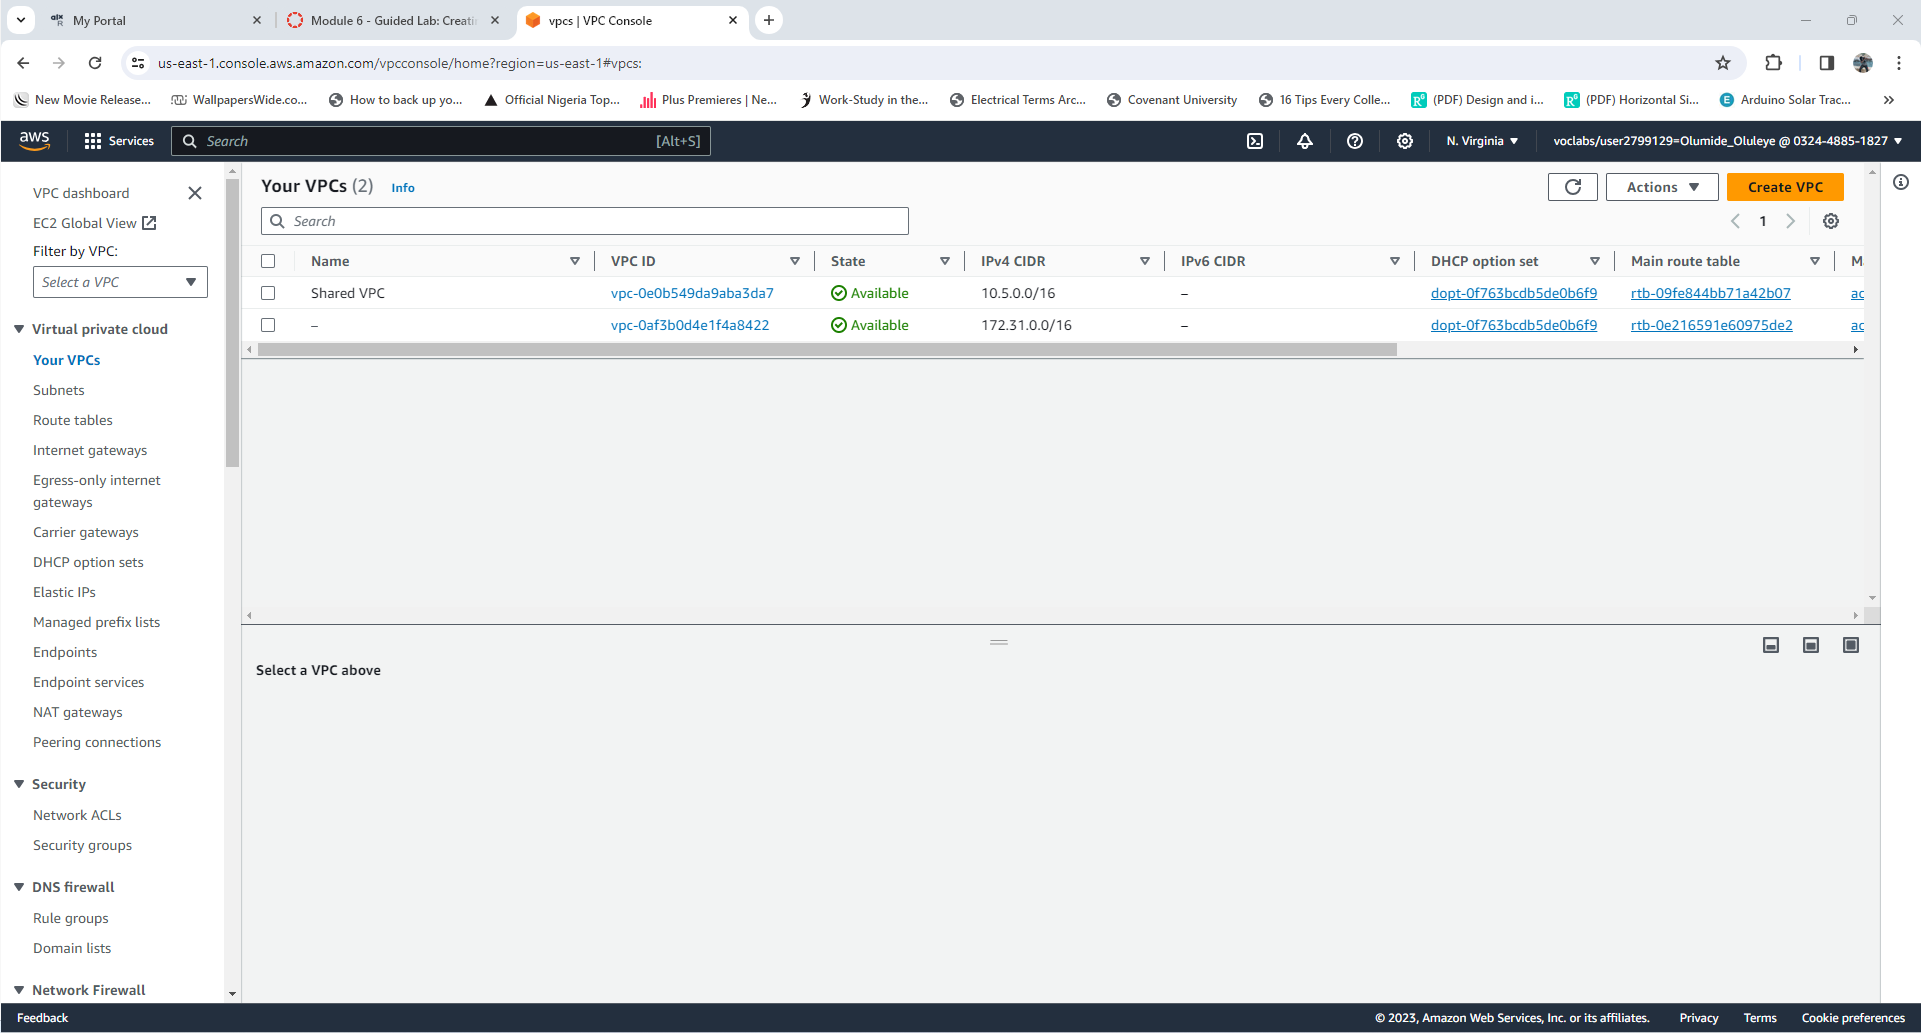 My Portal
Module 6 - Guided Lab: Creati
vpcs | VPC Console
us-east-1.console.aws.amazon.com/vpcconsole/home?region=us-east-1#vpcs:
New Movie Release...
WallpapersWide.co...
How to back up yo...
Official Nigeria Top...
Plus Premieres | Ne...
Work-Study in the...
Electrical Terms Arc...
Covenant University
16 Tips Every Colle...
(PDF) Design and i...
(PDF) Horizontal Si...
Arduino Solar Trac...
aws
Services
Search
[Alt+S]
N. Virginia
voclabs/user2799129=Olumide_Oluleye @ 0324-4885-1827
VPC dashboard
EC2 Global View
Filter by VPC:
Select a VPC
Virtual private cloud
Your VPCs
Subnets
Route tables
Internet gateways
Egress-only internet
gateways
Carrier gateways
DHCP option sets
Elastic IPs
Managed prefix lists
Endpoints
Endpoint services
NAT gateways
Peering connections
Security
Network ACLs
Security groups
DNS firewall
Rule groups
Domain lists
Network Firewall
Your VPCs (2) Info
Actions
Create VPC
Search
1
Name VPC ID State IPv4 CIDR IPv6 CIDR DHCP option set Main route table
Shared VPC vpc-0e0b549da9aba3da7 Available 10.5.0.0/16 – dopt-0f763bcdb5de0b6f9 rtb-09fe844bb71a42b07 ac
– vpc-0af3b0d4e1f4a8422 Available 172.31.0.0/16 – dopt-0f763bcdb5de0b6f9 rtb-0e216591e60975de2 ac
Select a VPC above
Feedback
© 2023, Amazon Web Services, Inc. or its affiliates.
Privacy
Terms
Cookie preferences